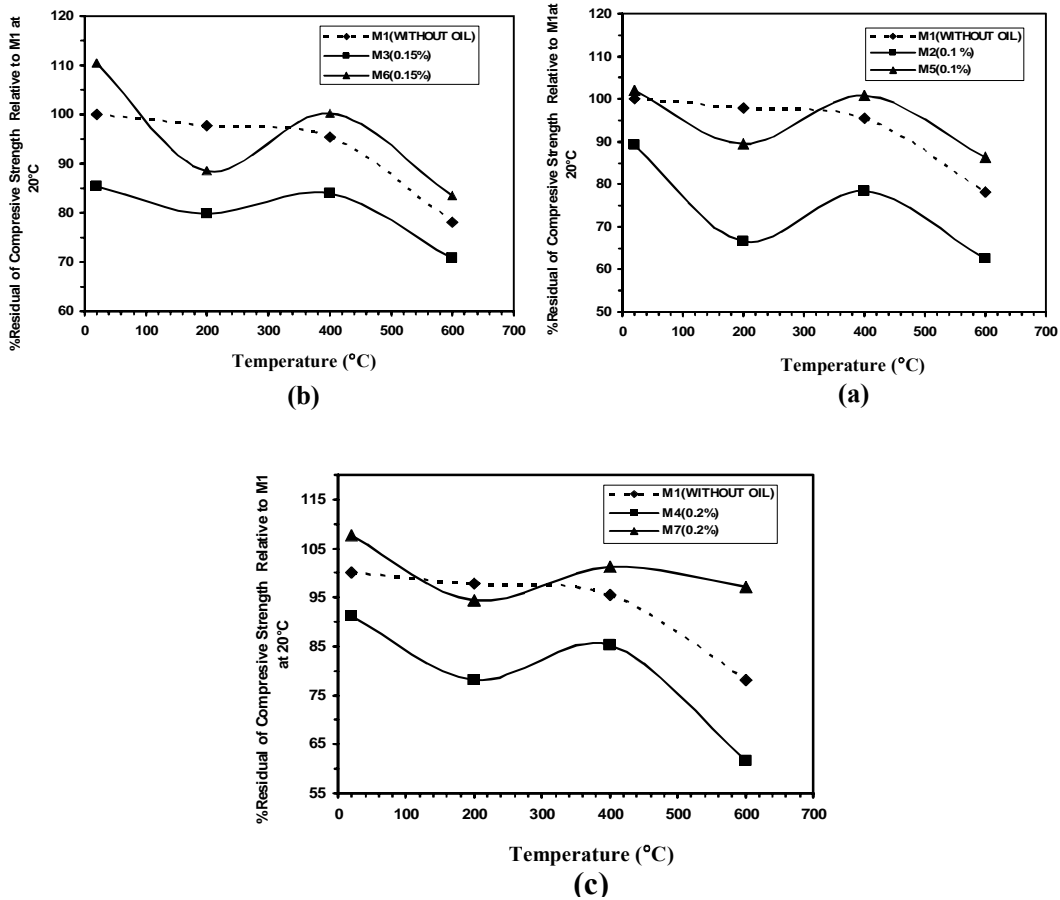 %Residual of Compresive Strength Relative to M1 at
20°C
120
110
100
90
80
70
60
0
100
200
300
400
500
600
700
M1(WITHOUT OIL)
M3(0.15%)
M6(0.15%)
Temperature (°C)
(b)
%Residual of Compresive Strength Relative to M1at
20°C
120
110
100
90
80
70
60
50
0
100
200
300
400
500
600
700
M1(WITHOUT OIL)
M2(0.1 %)
M5(0.1%)
Temperature (°C)
(a)
%Residual of Compresive Strength Relative to M1
at 20°C
115
105
95
85
75
65
55
0
100
200
300
400
500
600
700
M1(WITHOUT OIL)
M4(0.2%)
M7(0.2%)
Temperature (°C)
(c)